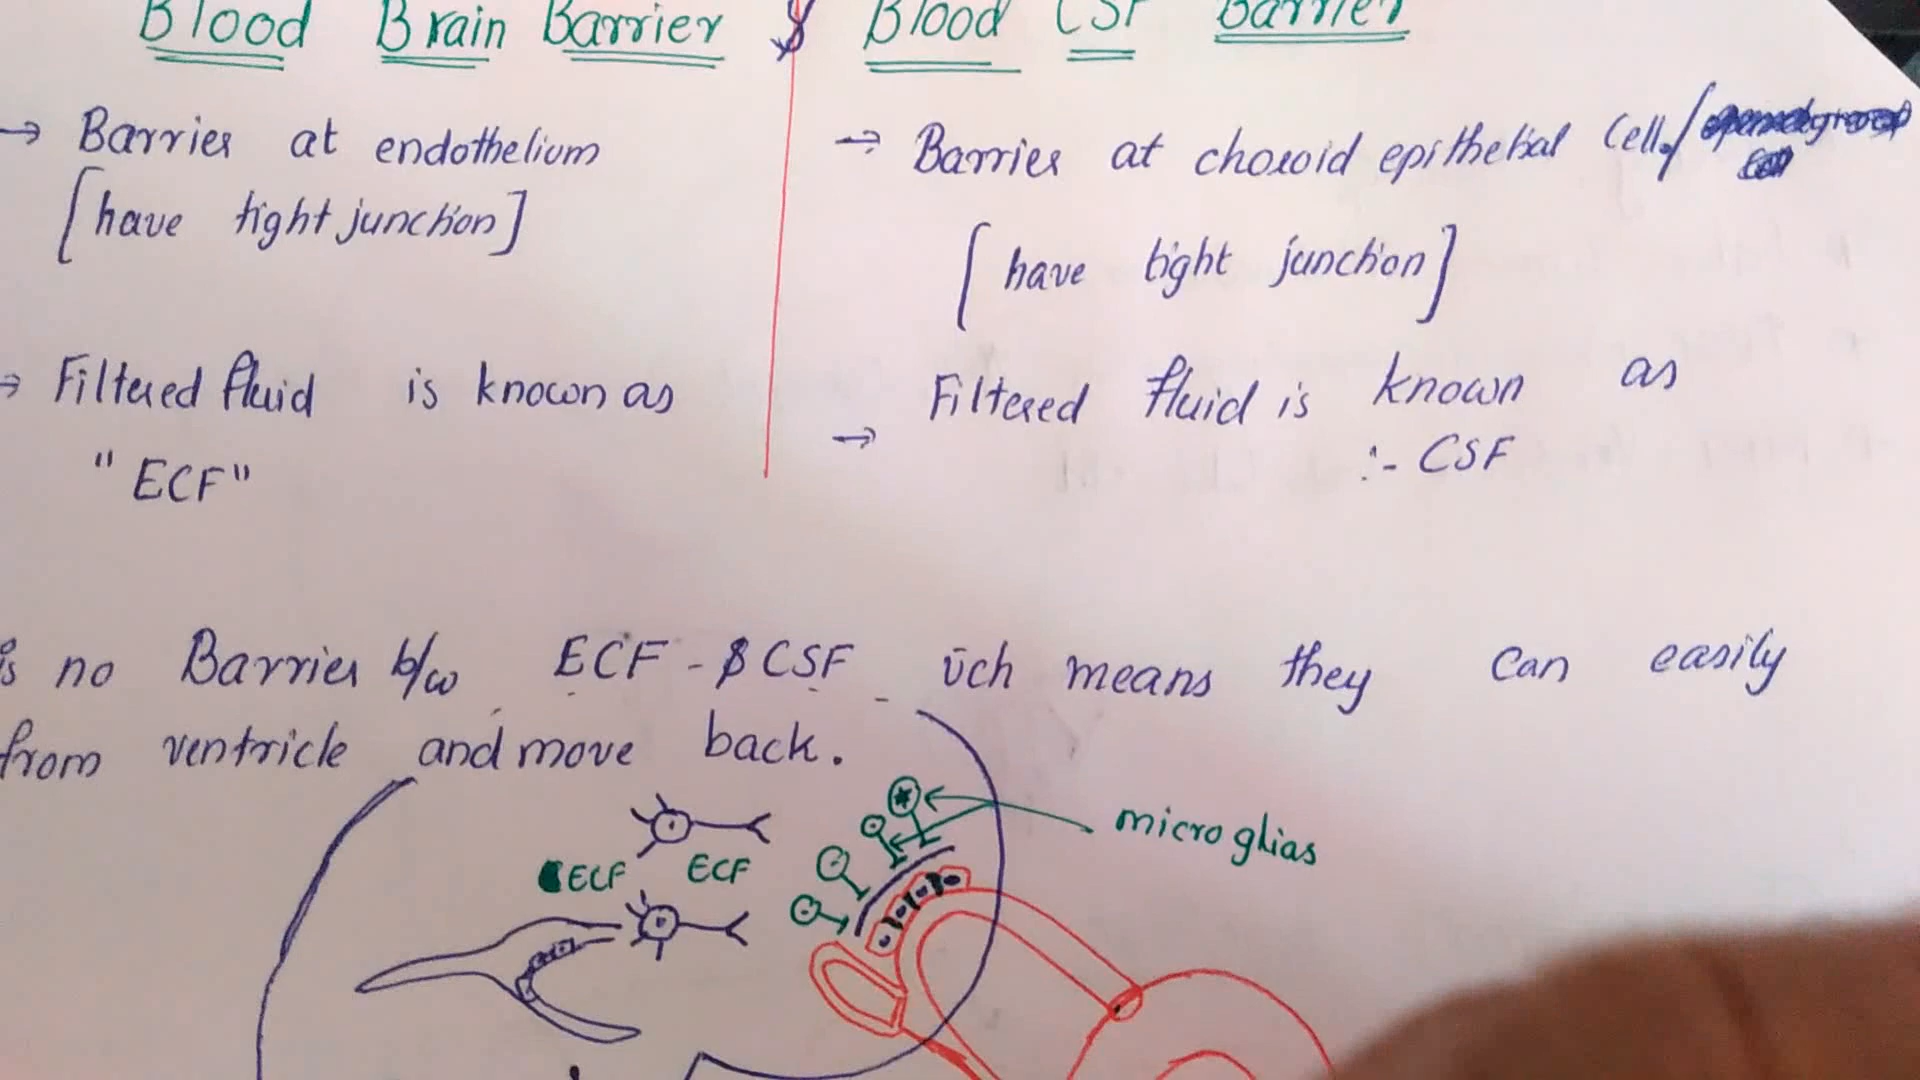 Blood Brain Barrier & Blood CSF Barrier
→ Barrier at endothelium
[have tight junction]
→ Filtered fluid is known as
"ECF"
→ Barrier at choroid epithelial Cell/
[have tight junction]
→ Filtered fluid is known as
:- CSF
is no Barrier b/w ECF - & CSF üch means they can easily
from ventricle and move back.
microglias
ECF ECF